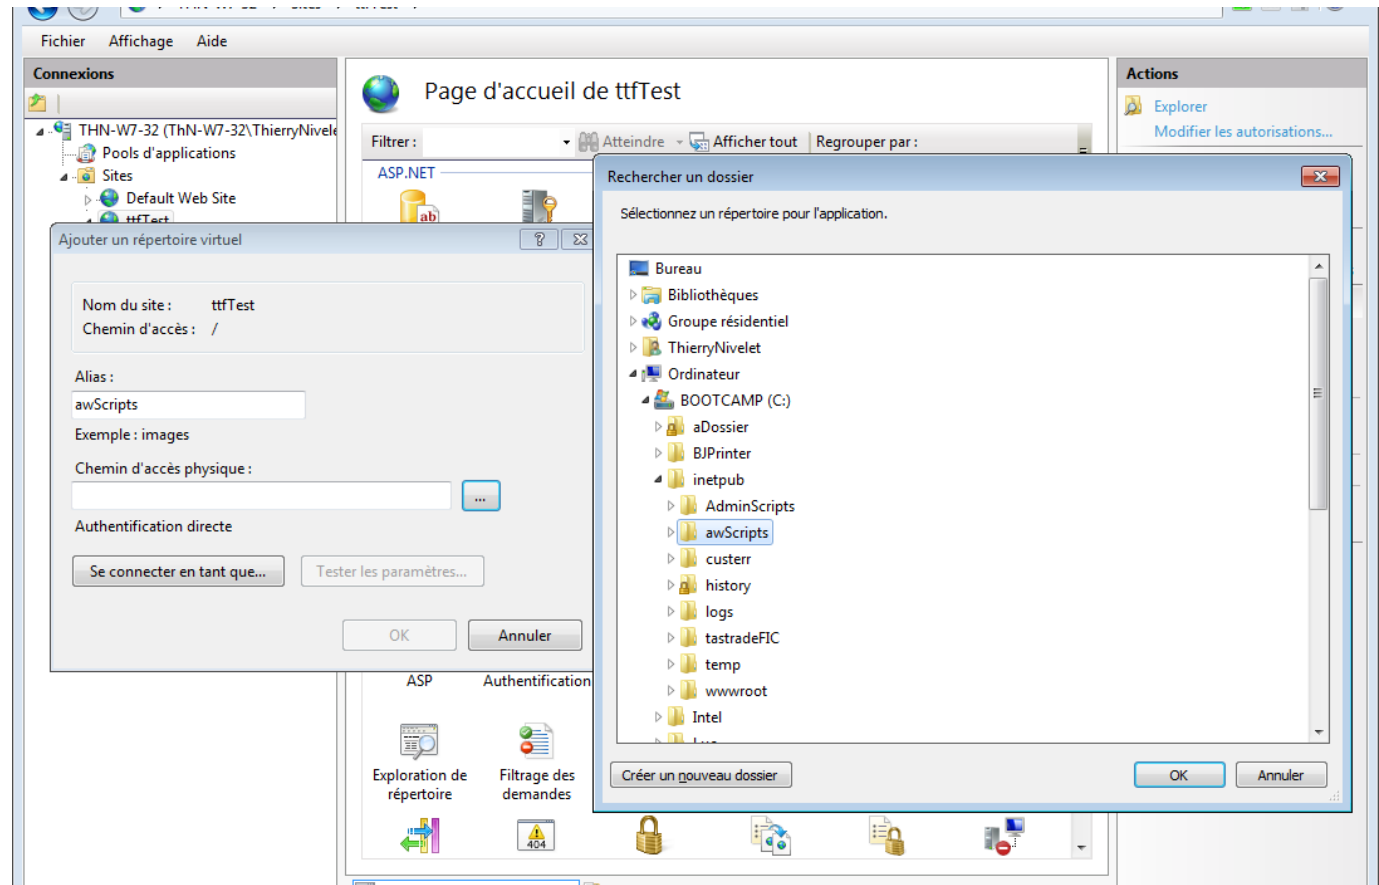 Fichier Affichage Aide
Connexions
THN-W7-32 (ThN-W7-32\ThierryNivele
Pools d'applications
Sites
Default Web Site
ttfTest
Page d'accueil de ttfTest
Filtrer : Atteindre Afficher tout Regrouper par :
ASP.NET
ab
Actions
Explorer
Modifier les autorisations...
Ajouter un répertoire virtuel
Nom du site : ttfTest
Chemin d'accès : /
Alias :
awScripts
Exemple : images
Chemin d'accès physique :
...
Authentification directe
Se connecter en tant que... Tester les paramètres...
OK Annuler
Rechercher un dossier
Sélectionnez un répertoire pour l'application.
Bureau
Bibliothèques
Groupe résidentiel
ThierryNivelet
Ordinateur
BOOTCAMP (C:)
aDossier
BJPrinter
inetpub
AdminScripts
awScripts
custerr
history
logs
tastradeFIC
temp
wwwroot
Intel
Créer un nouveau dossier OK Annuler
ASP Authentification
Exploration de répertoire
Filtrage des demandes
404